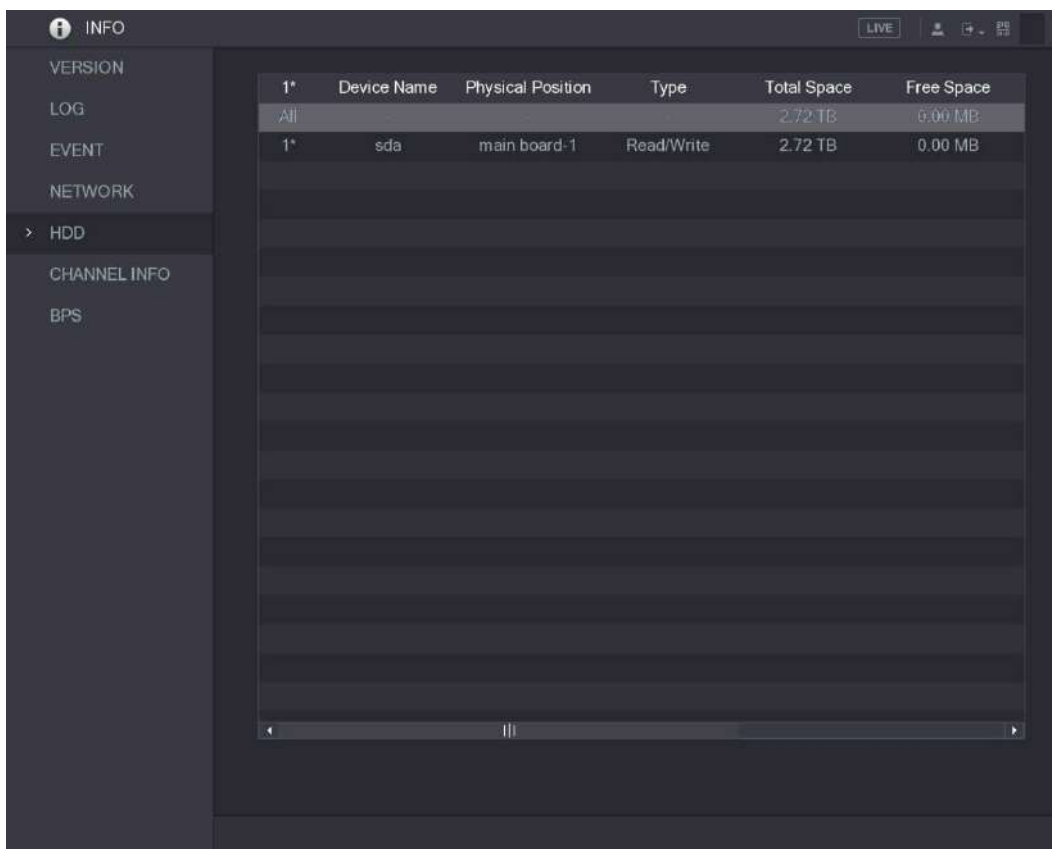 INFO
LIVE
VERSION
LOG
EVENT
NETWORK
> HDD
CHANNEL INFO
BPS
1* Device Name Physical Position Type Total Space Free Space
All - - - 2.72 TB 0.00 MB
1* sda main board-1 Read/Write 2.72 TB 0.00 MB